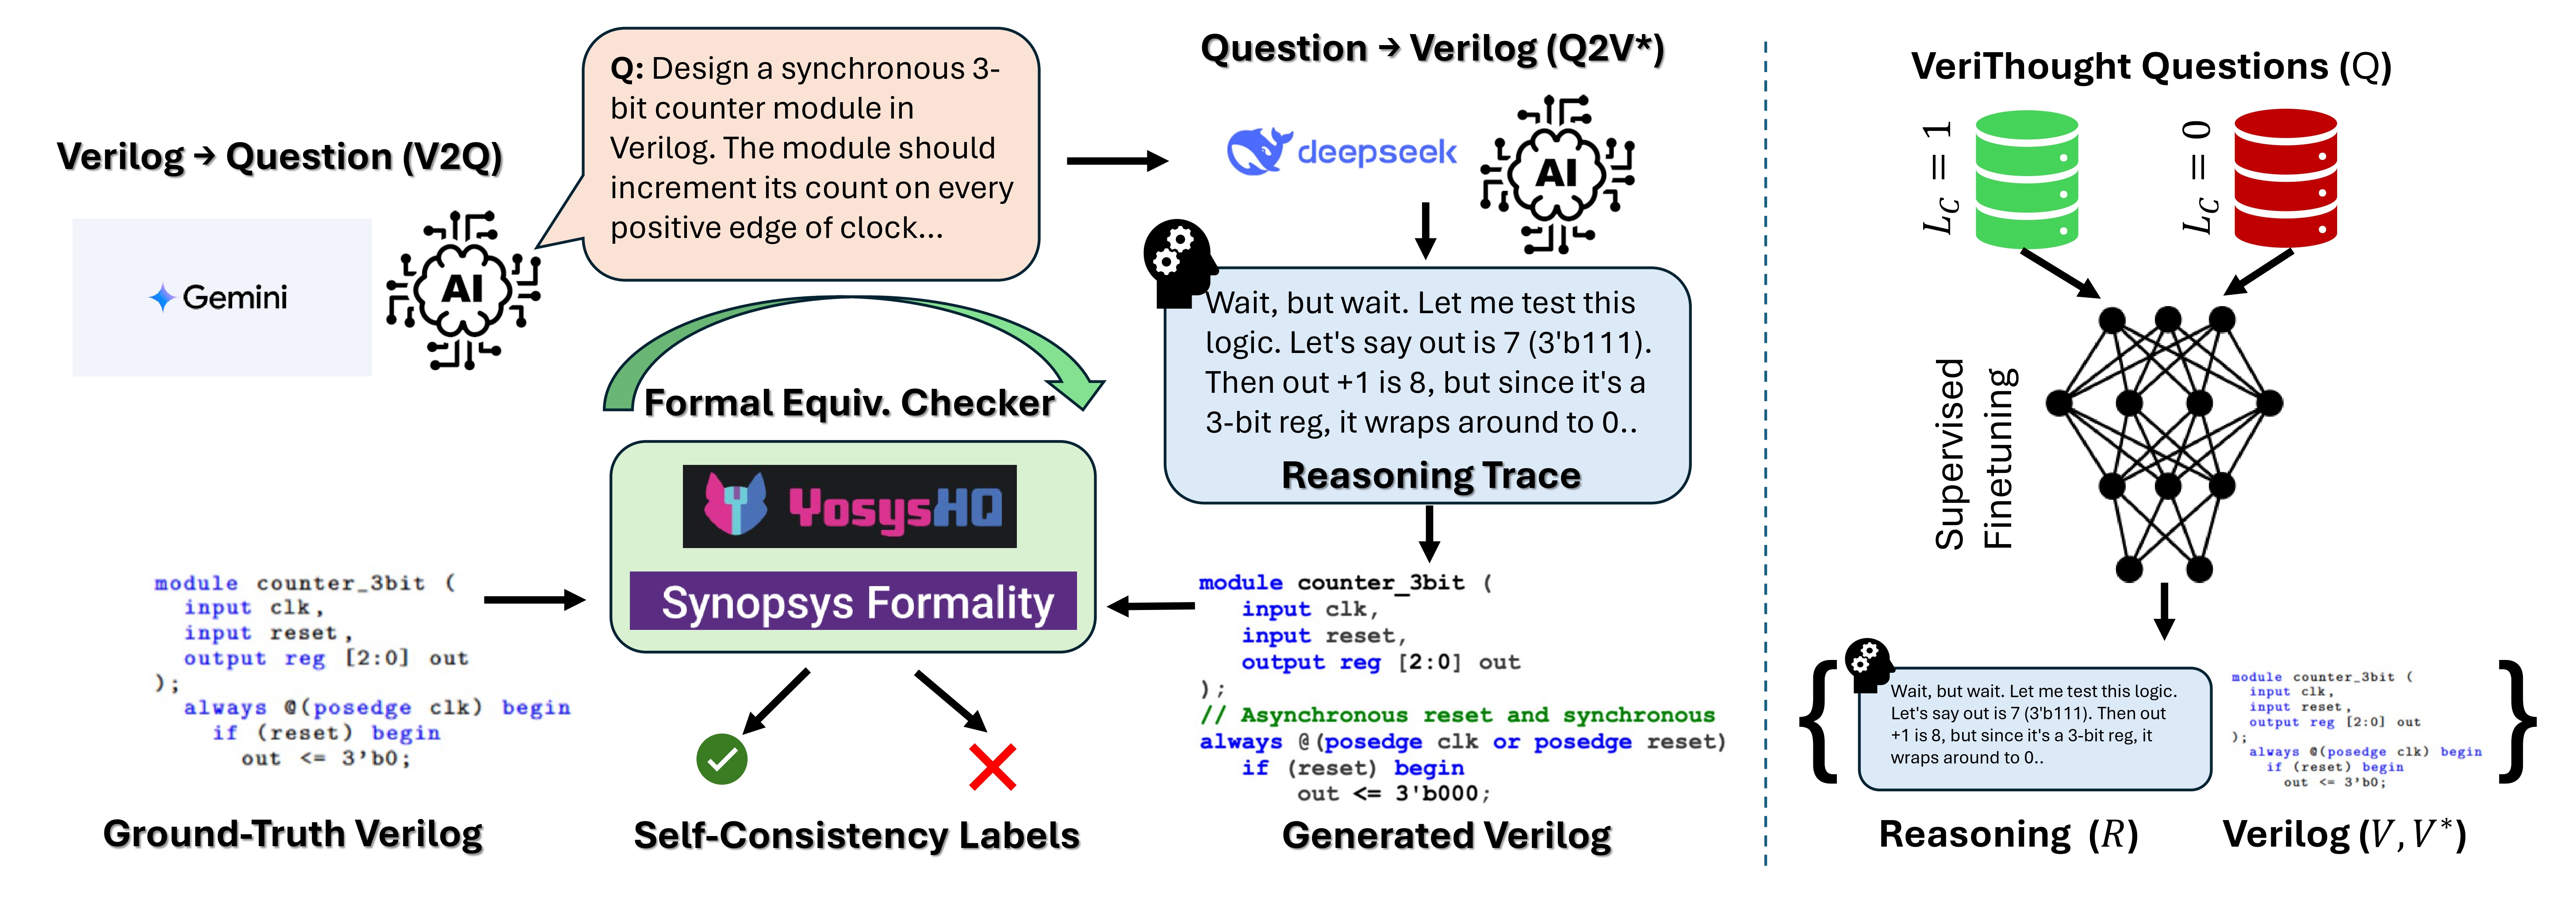 Verilog → Question (V2Q)
Gemini
AI
Q: Design a synchronous 3-
bit counter module in
Verilog. The module should
increment its count on every
positive edge of clock...
Question → Verilog (Q2V*)
deepseek
AI
Wait, but wait. Let me test this
logic. Let's say out is 7 (3'b111).
Then out +1 is 8, but since it's a
3-bit reg, it wraps around to 0..
Reasoning Trace
Formal Equiv. Checker
YosysHQ
Synopsys Formality
module counter_3bit (
input clk,
input reset,
output reg [2:0] out
);
always @(posedge clk) begin
if (reset) begin
out <= 3'b0;
Ground-Truth Verilog
Self-Consistency Labels
module counter_3bit (
input clk,
input reset,
output reg [2:0] out
);
// Asynchronous reset and synchronous
always @(posedge clk or posedge reset)
if (reset) begin
out <= 3'b000;
Generated Verilog
VeriThought Questions (Q)
L_C = 1
L_C = 0
Supervised
Finetuning
{
Wait, but wait. Let me test this logic.
Let's say out is 7 (3'b111). Then out
+1 is 8, but since it's a 3-bit reg, it
wraps around to 0..
module counter_3bit (
input clk,
input reset,
output reg [2:0] out
);
always @(posedge clk) begin
if (reset) begin
out <= 3'b0;
}
Reasoning (R)
Verilog (V, V*)